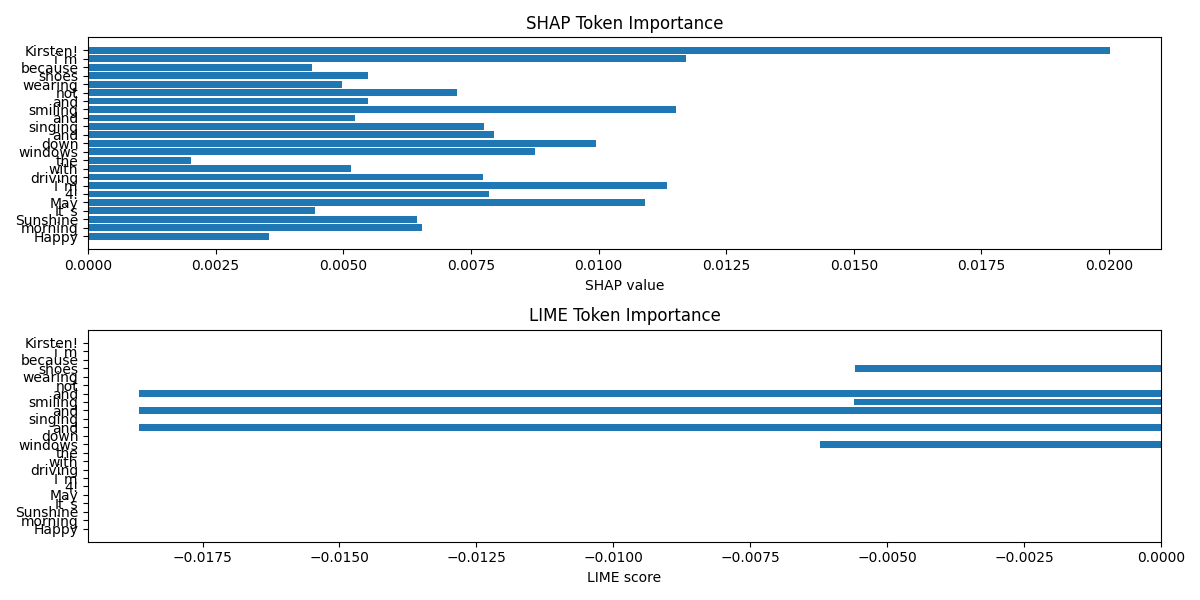 SHAP Token Importance
Kirsten!
I`m
because
shoes
wearing
not
and
smiling
and
singing
and
down
windows
the
with
driving
I`m
4!
May
It`s
Sunshine
morning
Happy
0.0000 0.0025 0.0050 0.0075 0.0100 0.0125 0.0150 0.0175 0.0200
SHAP value
LIME Token Importance
Kirsten!
I`m
because
shoes
wearing
not
and
smiling
and
singing
and
down
windows
the
with
driving
I`m
4!
May
It`s
Sunshine
morning
Happy
−0.0175 −0.0150 −0.0125 −0.0100 −0.0075 −0.0050 −0.0025 0.0000
LIME score